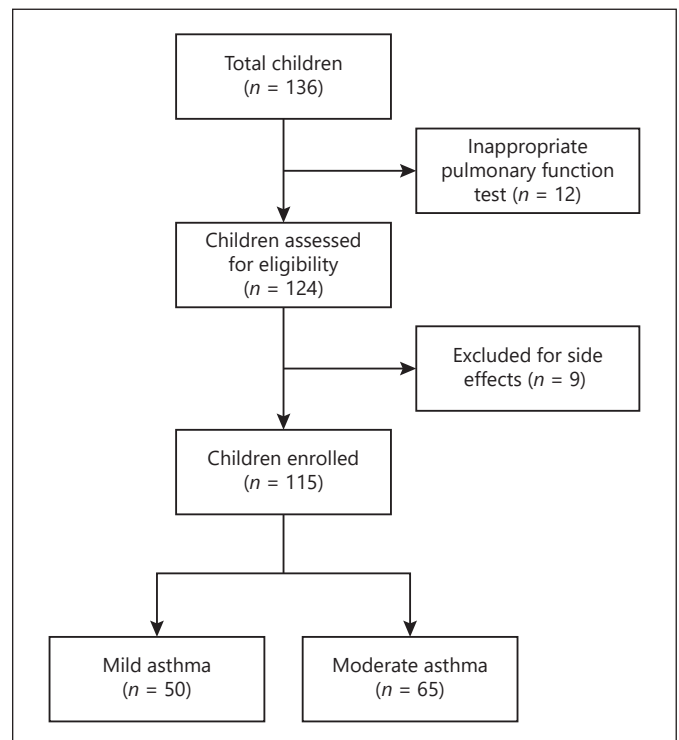 Total children
(n = 136)
Inappropriate
pulmonary function
test (n = 12)
Children assessed
for eligibility
(n = 124)
Excluded for side
effects (n = 9)
Children enrolled
(n = 115)
Mild asthma
(n = 50)
Moderate asthma
(n = 65)